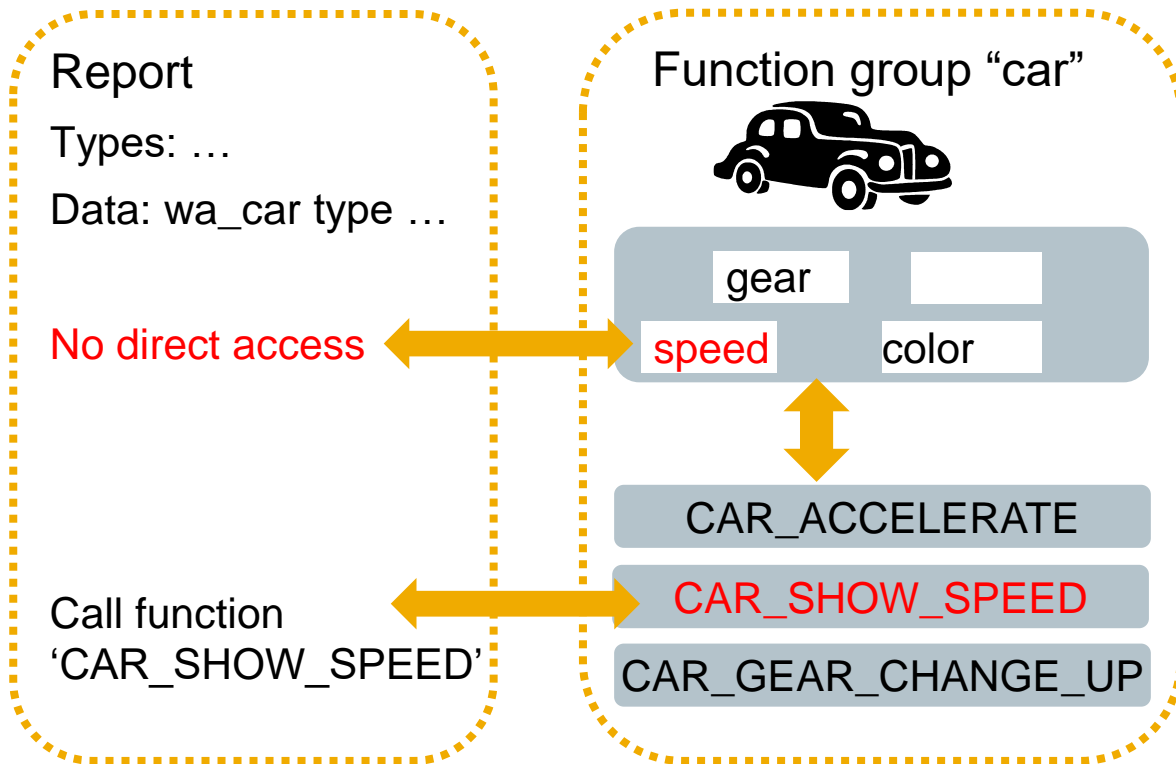 Report
Types: …
Data: wa_car type …
No direct access
Call function
‘CAR_SHOW_SPEED’
Function group “car”
gear
speed
color
CAR_ACCELERATE
CAR_SHOW_SPEED
CAR_GEAR_CHANGE_UP